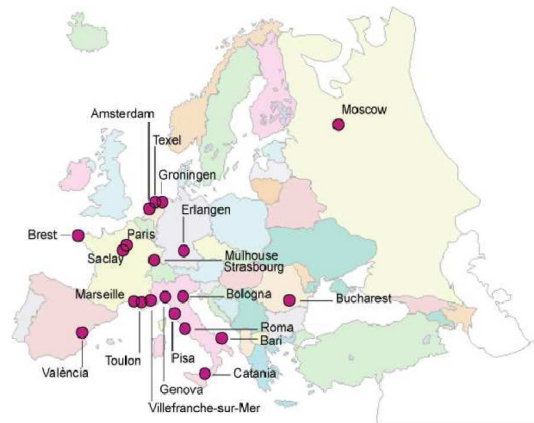 Moscow
Amsterdam
Texel
Groningen
Erlangen
Brest
Paris
Saclay
Mulhouse
Strasbourg
Marseille
Bologna
Bucharest
Roma
Bari
Toulon
Pisa
València
Catania
Genova
Villefranche-sur-Mer